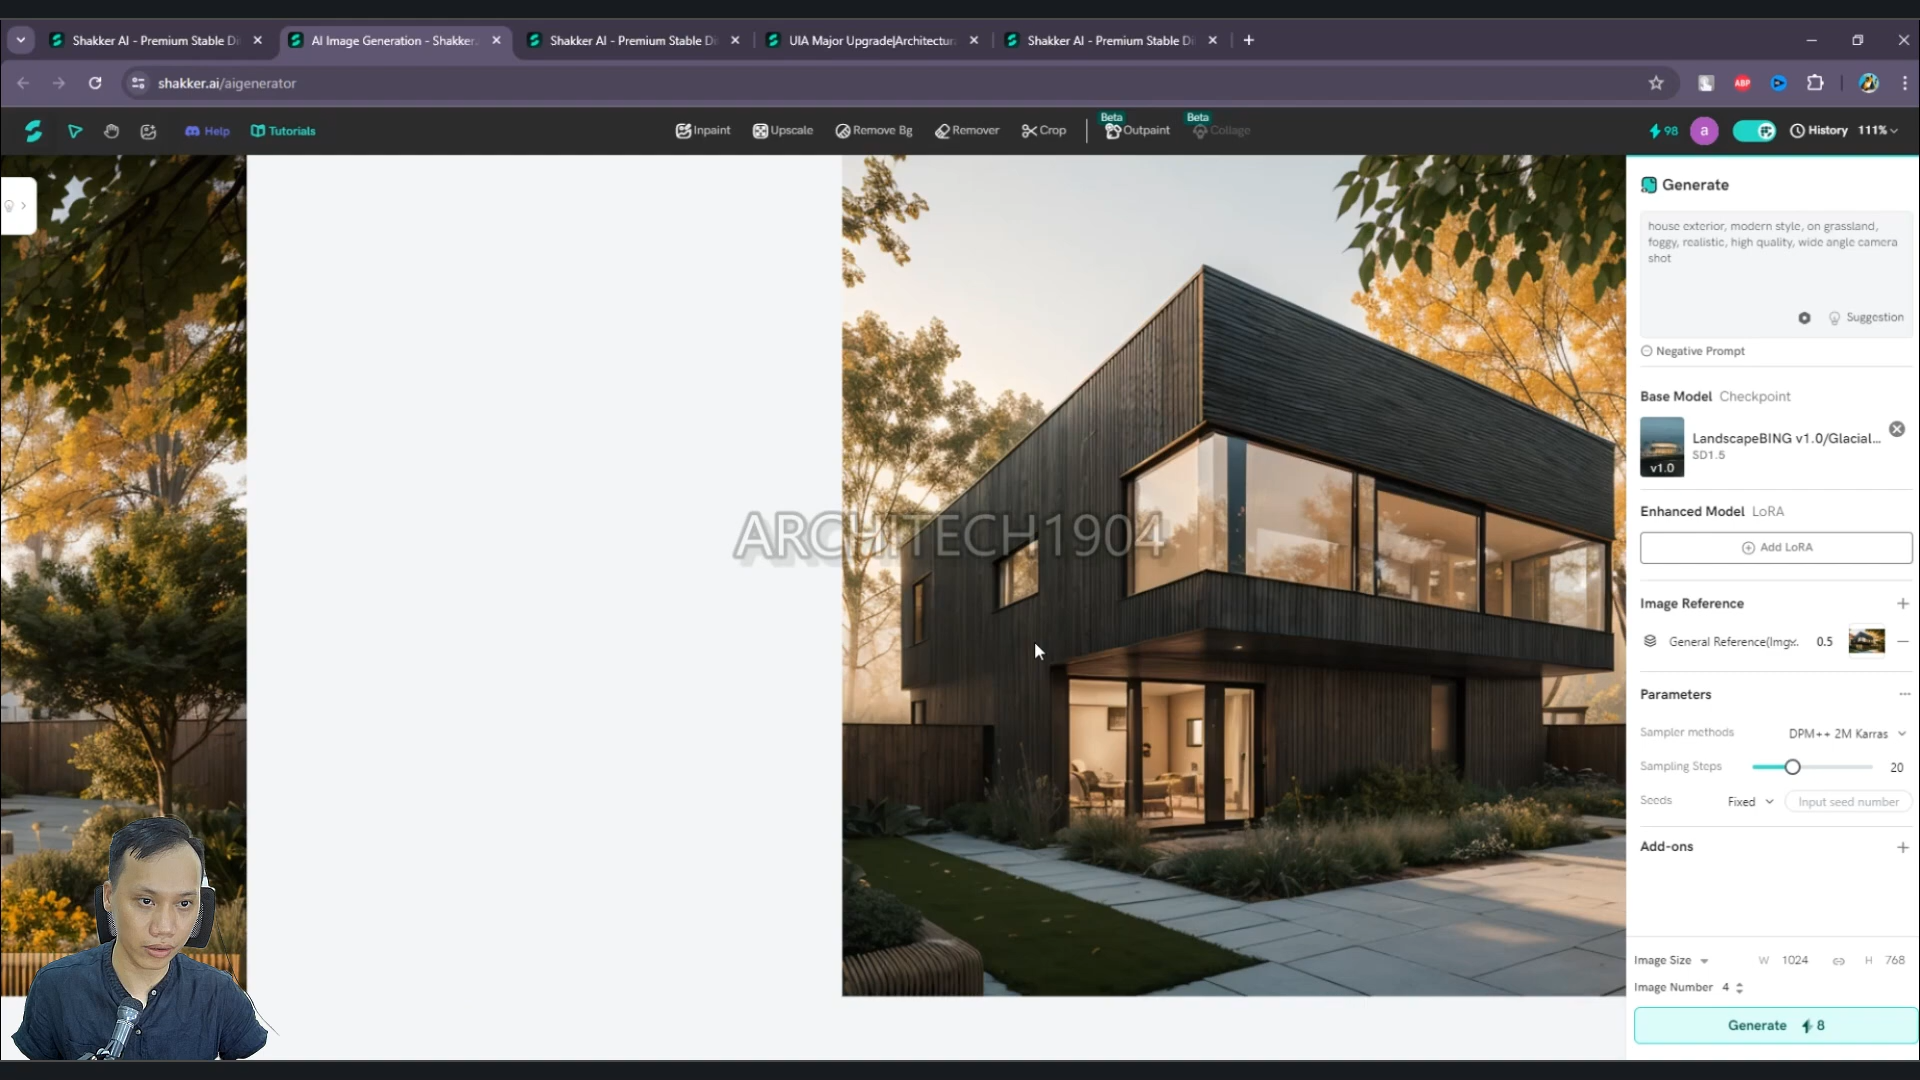 Shakker AI - Premium Stable Di
AI Image Generation - Shakker.
Shakker AI - Premium Stable Di
UIA Major Upgrade|Architectur
Shakker AI - Premium Stable Di
shakker.ai/aigenerator
ABP
Help
Tutorials
Inpaint
Upscale
Remove Bg
Remover
Crop
Beta
Outpaint
Beta
Collage
98
a
History
111%
Generate
house exterior, modern style, on grassland,
foggy, realistic, high quality, wide angle camera
shot
Suggestion
Negative Prompt
Base Model Checkpoint
LandscapeBING v1.0/Glacial...
SD1.5
v1.0
Enhanced Model LoRA
Add LoRA
Image Reference
General Reference(Img... 0.5
Parameters
Sampler methods DPM++ 2M Karras
Sampling Steps 20
Seeds Fixed Input seed number
Add-ons
Image Size W 1024 H 768
Image Number 4
Generate 8
ARCHITECH1904